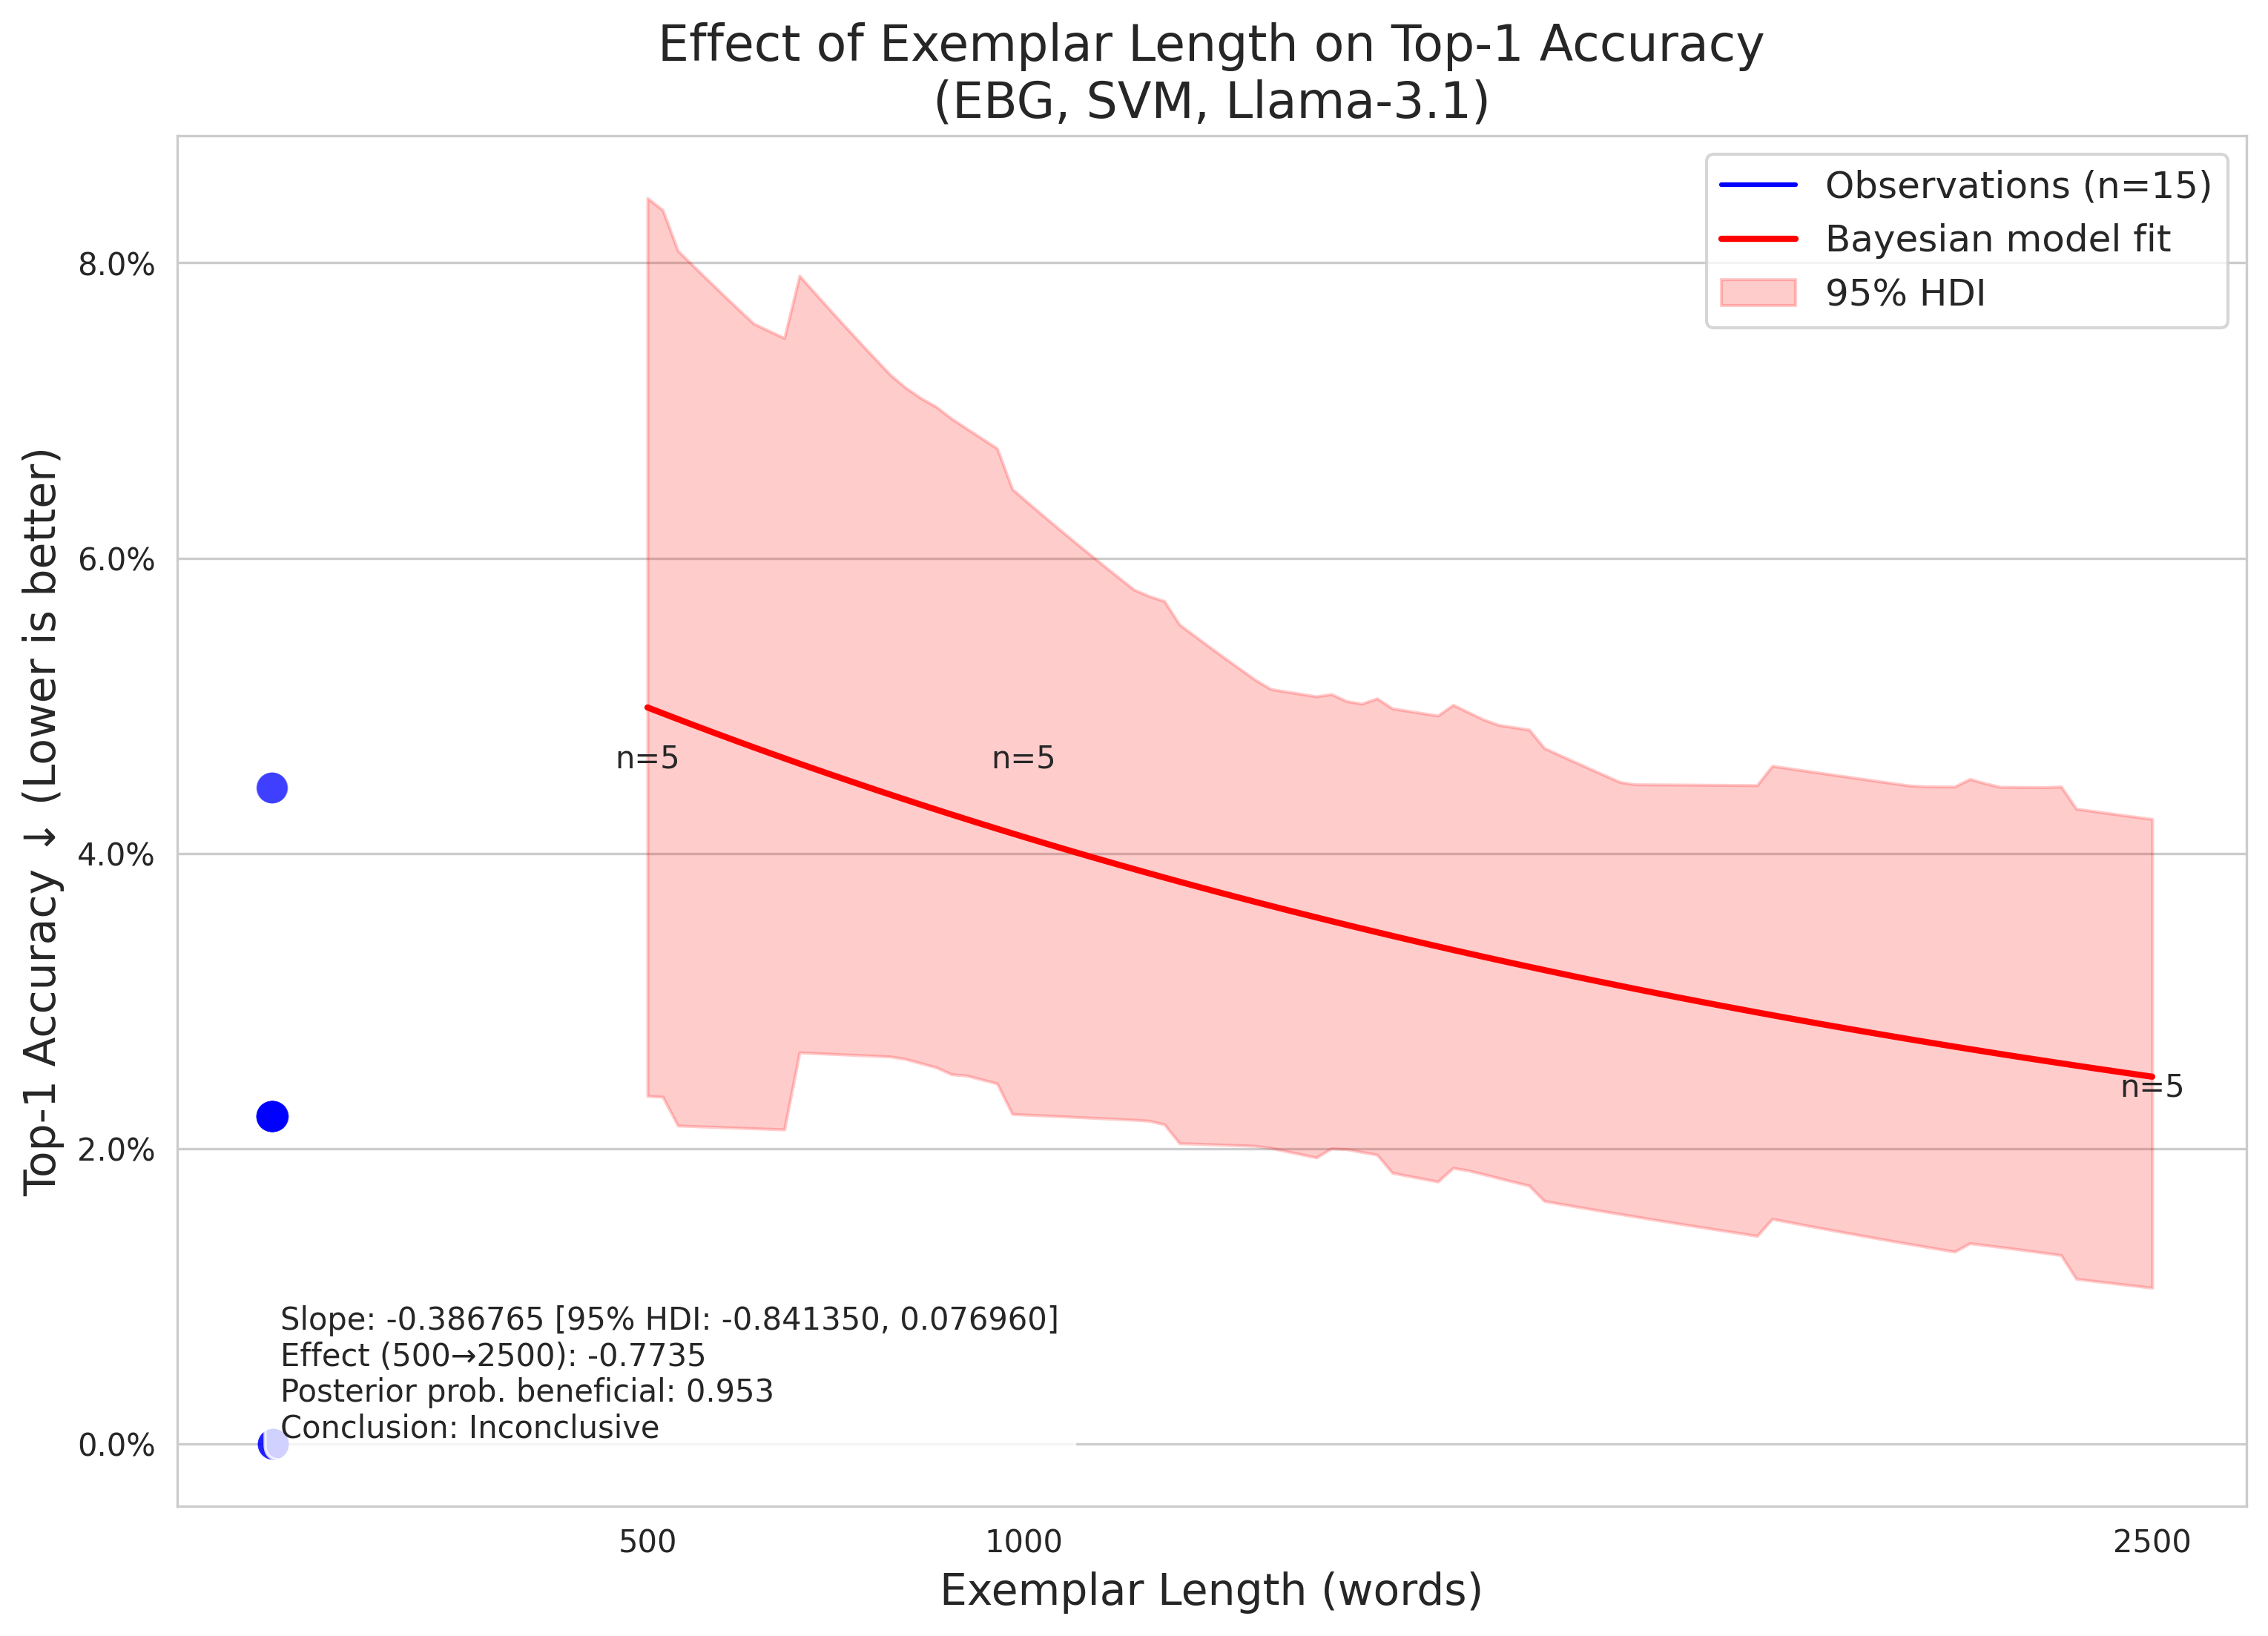 Effect of Exemplar Length on Top-1 Accuracy
(EBG, SVM, Llama-3.1)
Observations (n=15)
Bayesian model fit
95% HDI
Top-1 Accuracy ↓ (Lower is better)
8.0%
6.0%
4.0%
2.0%
0.0%
n=5
n=5
n=5
Slope: -0.386765 [95% HDI: -0.841350, 0.076960]
Effect (500→2500): -0.7735
Posterior prob. beneficial: 0.953
Conclusion: Inconclusive
500
1000
2500
Exemplar Length (words)